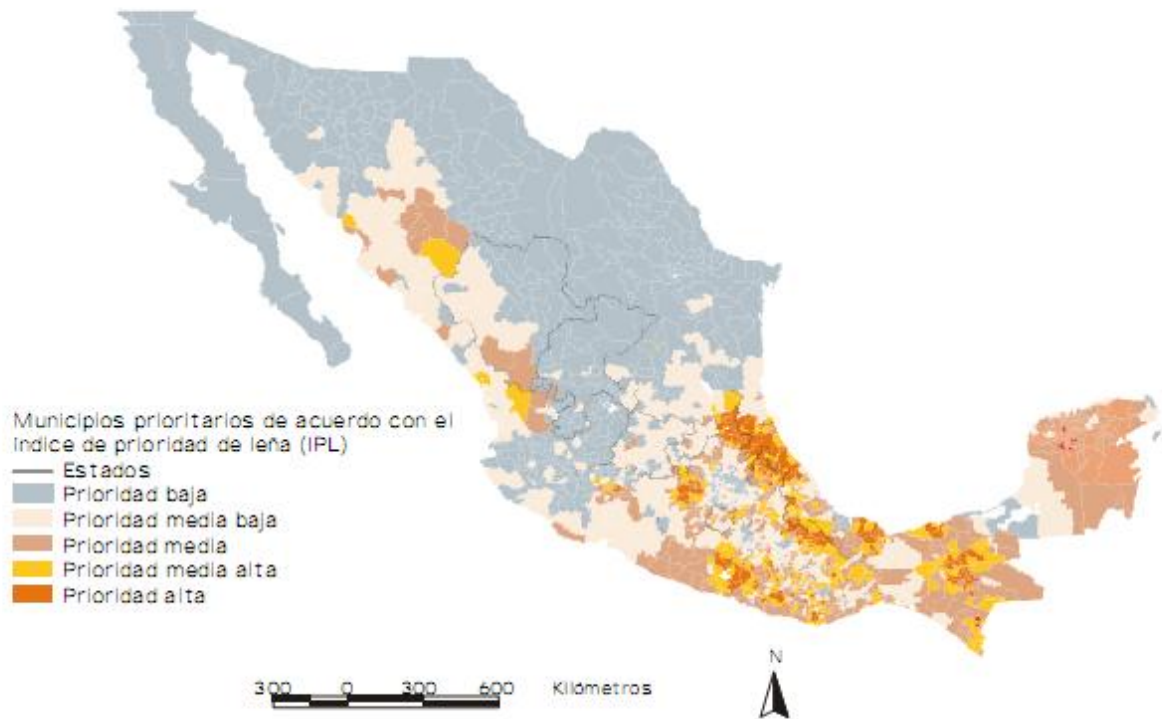 Municipios prioritarios de acuerdo con el
índice de prioridad de leña (IPL)
Estados
Prioridad baja
Prioridad media baja
Prioridad media
Prioridad media alta
Prioridad alta
300 0 300 600 Kilómetros
N